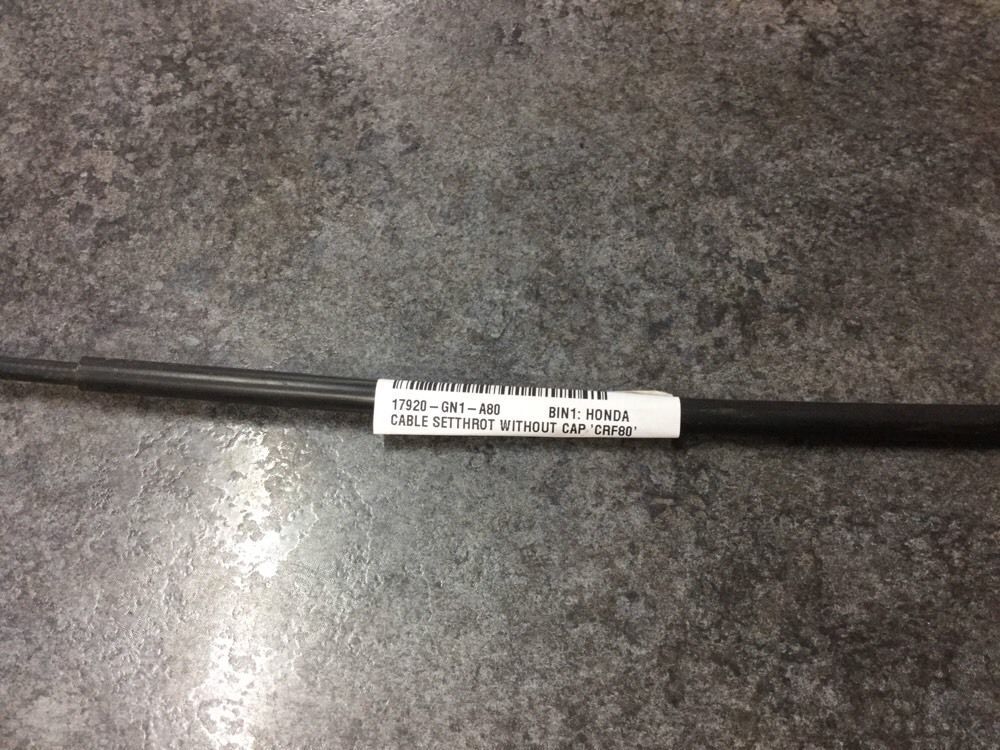 17920-GN1-A80 BIN1: HONDA
CABLE SETTHROT WITHOUT CAP 'CRF80'